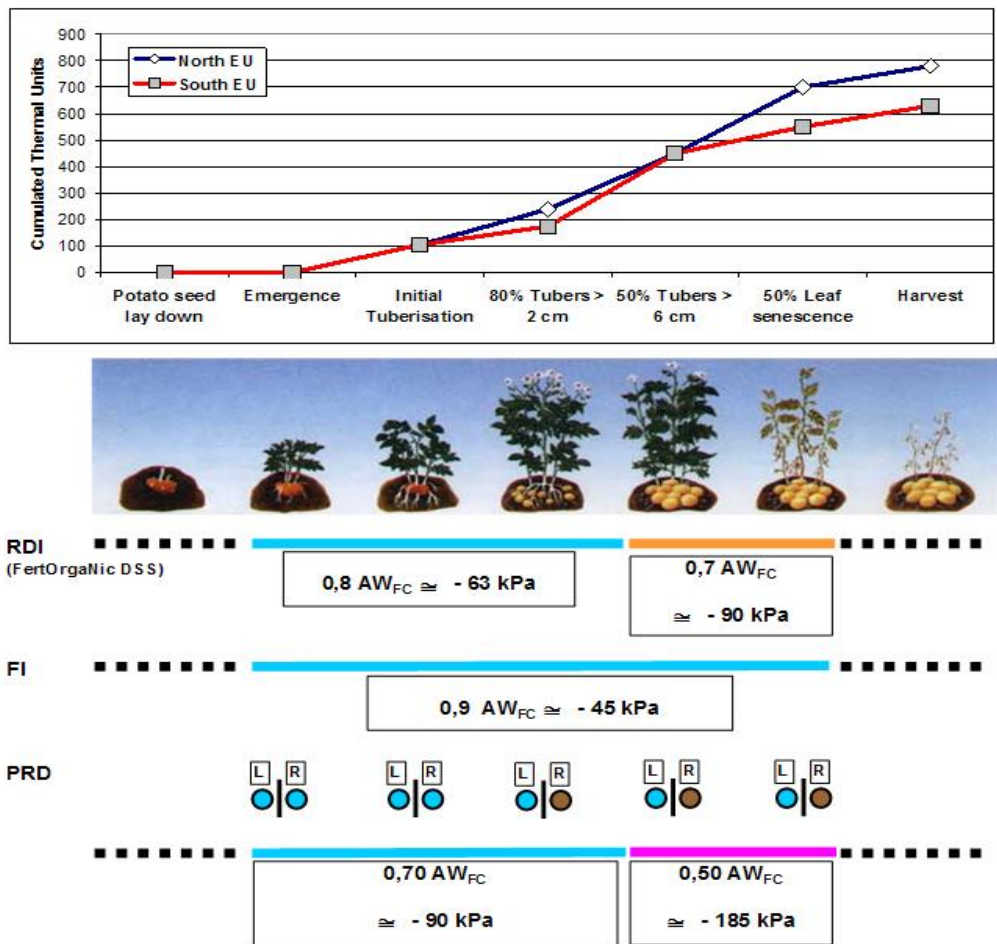 900
800
700
600
500
400
300
200
100
0
Cumulated Thermal Units
North EU
South EU
Potato seed lay down
Emergence
Initial Tuberisation
80% Tubers > 2 cm
50% Tubers > 6 cm
50% Leaf senescence
Harvest
RDI
(FertOrgaNic DSS)
0,8 AWFC ≅ - 63 kPa
0,7 AWFC
≅ - 90 kPa
FI
0,9 AWFC ≅ - 45 kPa
PRD
L R L R L R L R L R
0,70 AWFC
≅ - 90 kPa
0,50 AWFC
≅ - 185 kPa